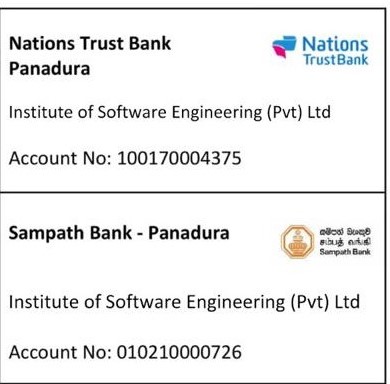 Nations Trust Bank
Panadura
Nations
TrustBank
Institute of Software Engineering (Pvt) Ltd
Account No: 100170004375
Sampath Bank - Panadura
සම්පත් බැංකුව
சம்பத் வங்கி
Sampath Bank
Institute of Software Engineering (Pvt) Ltd
Account No: 010210000726